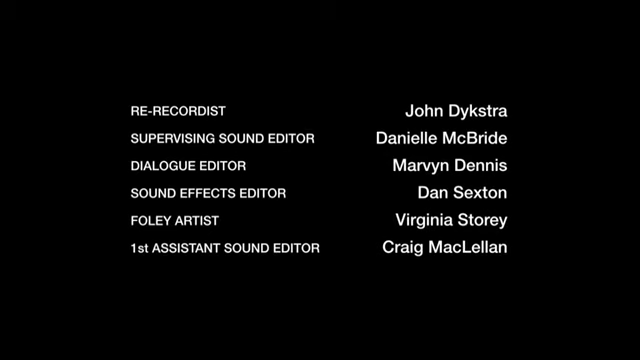 RE-RECORDIST John Dykstra
SUPERVISING SOUND EDITOR Danielle McBride
DIALOGUE EDITOR Marvyn Dennis
SOUND EFFECTS EDITOR Dan Sexton
FOLEY ARTIST Virginia Storey
1st ASSISTANT SOUND EDITOR Craig MacLellan